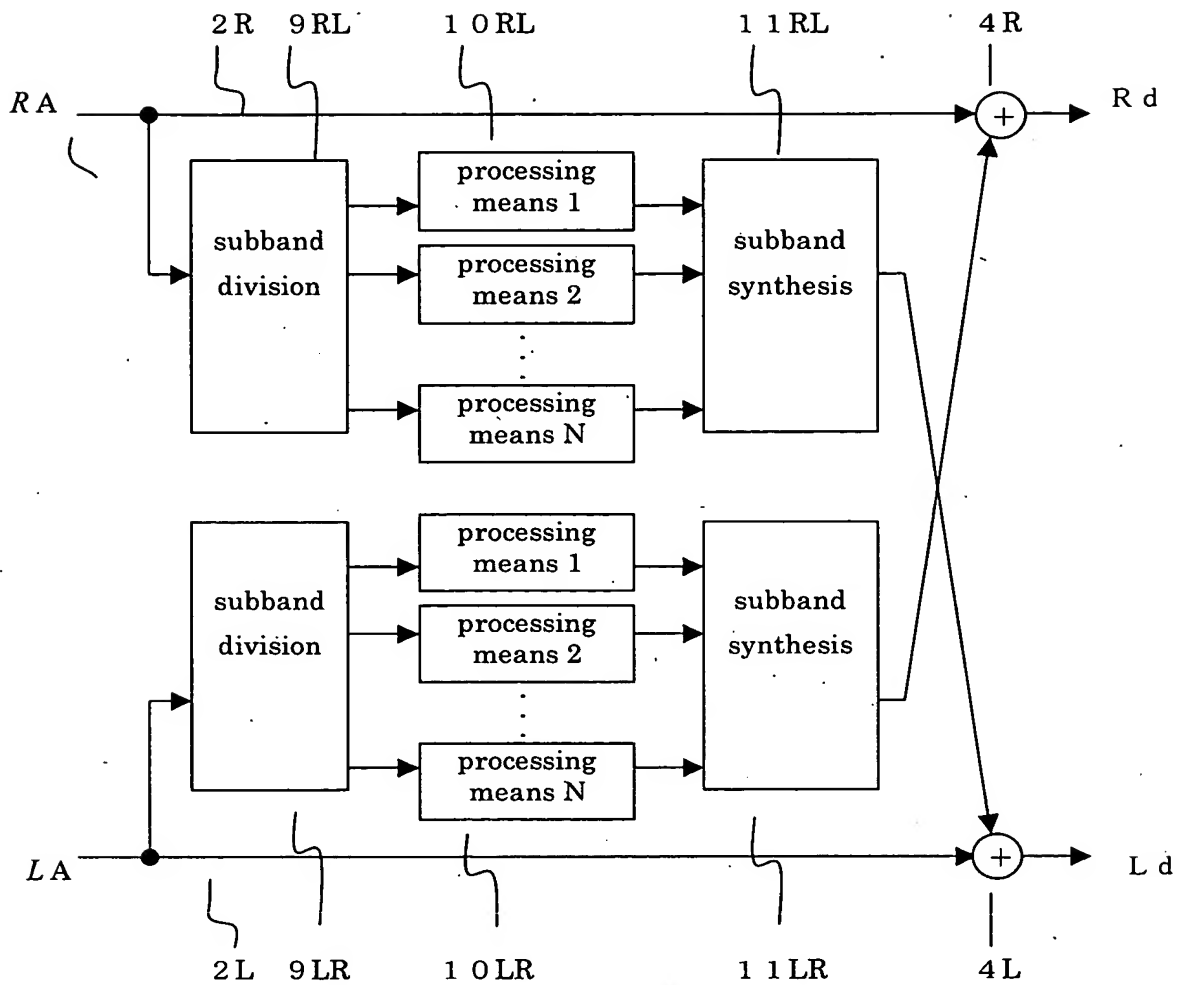 2R 9RL 10RL 11RL 4R
RA
Rd
+
processing
means 1
subband
division
processing
means 2
subband
synthesis
processing
means N
processing
means 1
subband
division
processing
means 2
subband
synthesis
processing
means N
LA
+
Ld
2L 9LR 10LR 11LR 4L